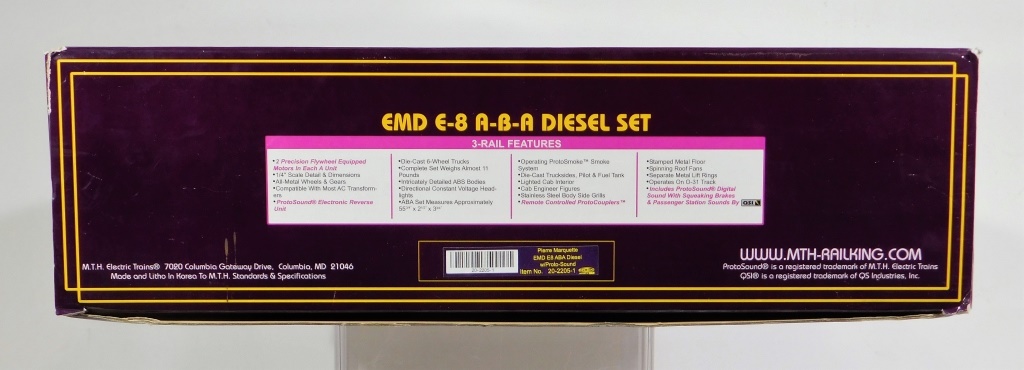 EMD E-8 A-B-A DIESEL SET
3-RAIL FEATURES
•2 Precision Flywheel Equipped
Motors In Each A Unit
•1/4" Scale Detail & Dimensions
•All-Metal Wheels & Gears
•Compatible With Most AC Transform-
ers
•ProtoSound® Electronic Reverse
Unit
•Die-Cast 6-Wheel Trucks
•Complete Set Weighs Almost 11
Pounds
•Intricately Detailed ABS Bodies
•Directional Constant Voltage Head-
lights
•ABA Set Measures Approximately
•Operating ProtoSmoke™ Smoke
System
•Die-Cast Trucksides, Pilot & Fuel Tank
•Lighted Cab Interior
•Cab Engineer Figures
•Stainless Steel Body Side Grills
•Remote Controlled ProtoCouplers™
•Stamped Metal Floor
•Spinning Roof Fans
•Separate Metal Lift Rings
•Operates On O-31 Track
•Includes ProtoSound® Digital
Sound With Squeaking Brakes
& Passenger Station Sounds By QSI
M.T.H. Electric Trains® 7020 Columbia Gateway Drive, Columbia, MD 21046
Made and Litho In Korea To M.T.H. Standards & Specifications
20-2205-1
Pierre Marquette
EMD E8 ABA Diesel
w/Proto-Sound
Item No. 20-2205-1
WWW.MTH-RAILKING.COM
ProtoSound® is a registered trademark of M.T.H. Electric Trains
QSI® is a registered trademark of QS Industries, Inc.